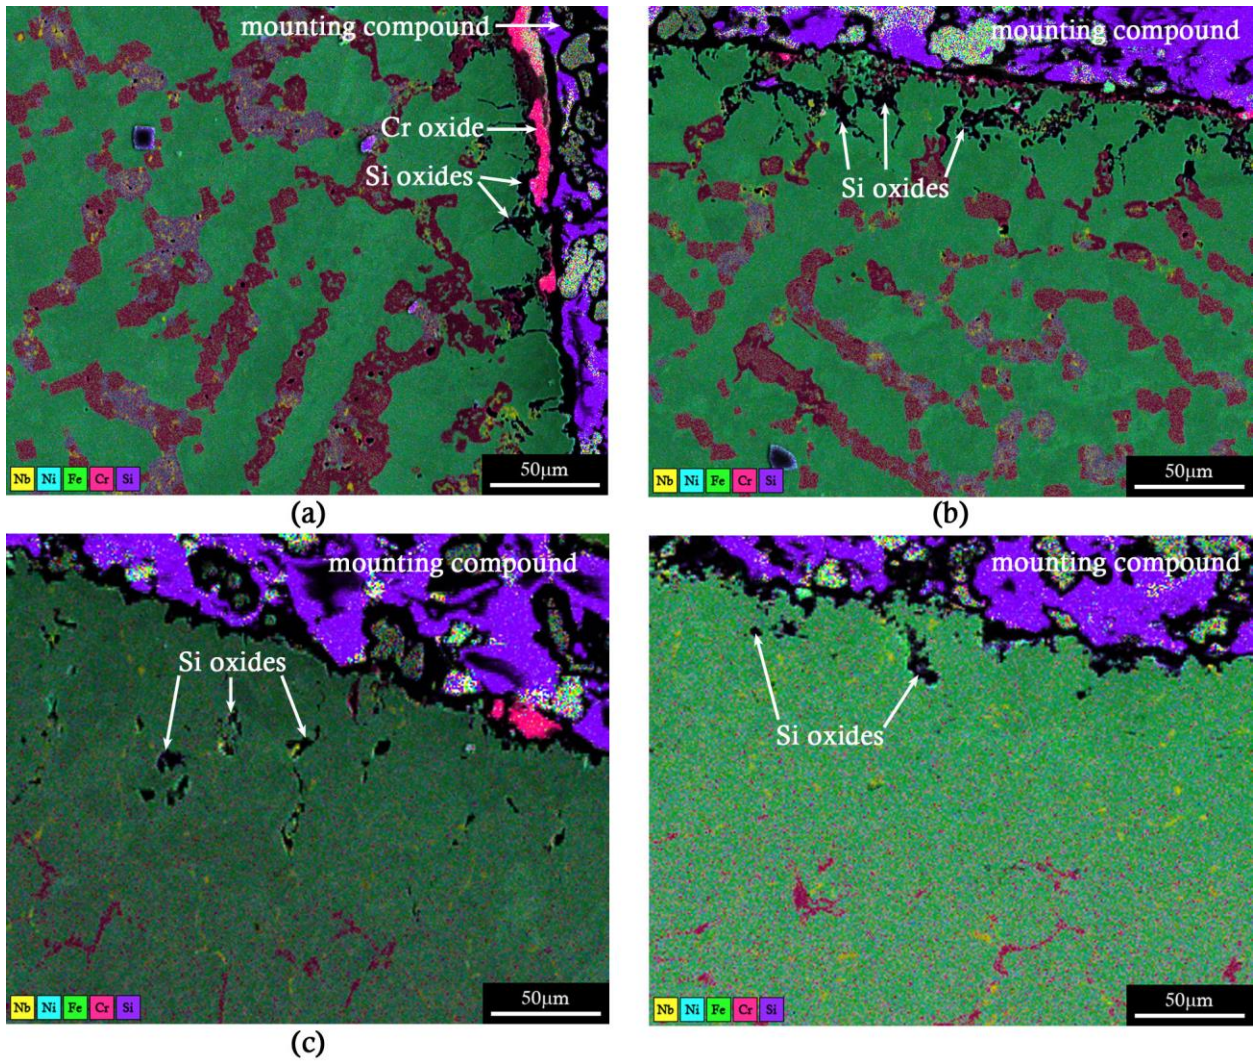 mounting compound
Cr oxide
Si oxides
Nb Ni Fe Cr Si
50μm
(a)
mounting compound
Si oxides
Nb Ni Fe Cr Si
50μm
(b)
mounting compound
Si oxides
Nb Ni Fe Cr Si
50μm
(c)
mounting compound
Si oxides
Nb Ni Fe Cr Si
50μm